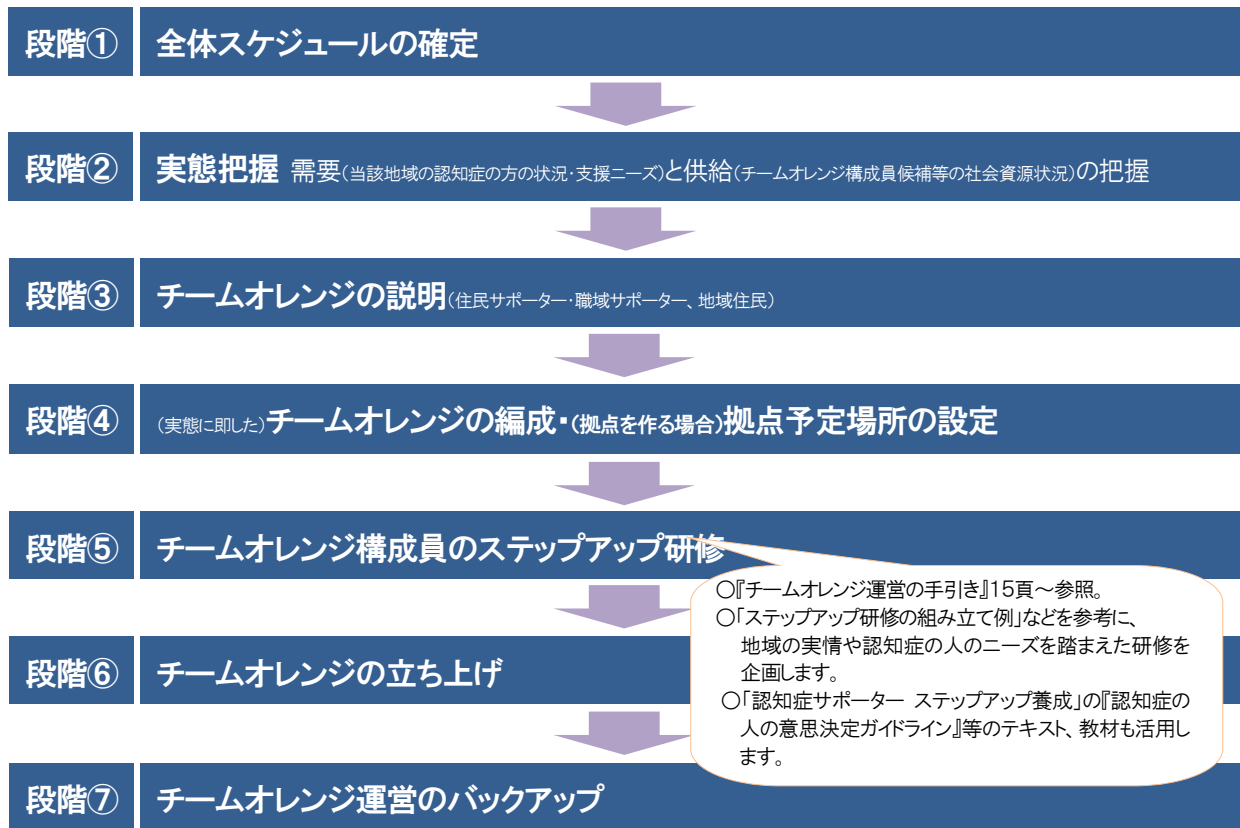 段階① 全体スケジュールの確定
段階② 実態把握 需要(当該地域の認知症の方の状況・支援ニーズ)と供給(チームオレンジ構成員候補等の社会資源状況)の把握
段階③ チームオレンジの説明(住民サポーター・職域サポーター、地域住民)
段階④ (実態に即した)チームオレンジの編成・(拠点を作る場合)拠点予定場所の設定
段階⑤ チームオレンジ構成員のステップアップ研修
○『チームオレンジ運営の手引き』15頁～参照。
○「ステップアップ研修の組み立て例」などを参考に、
地域の実情や認知症の人のニーズを踏まえた研修を
企画します。
○「認知症サポーター ステップアップ養成」の『認知症の
人の意思決定ガイドライン』等のテキスト、教材も活用し
ます。
段階⑥ チームオレンジの立ち上げ
段階⑦ チームオレンジ運営のバックアップ